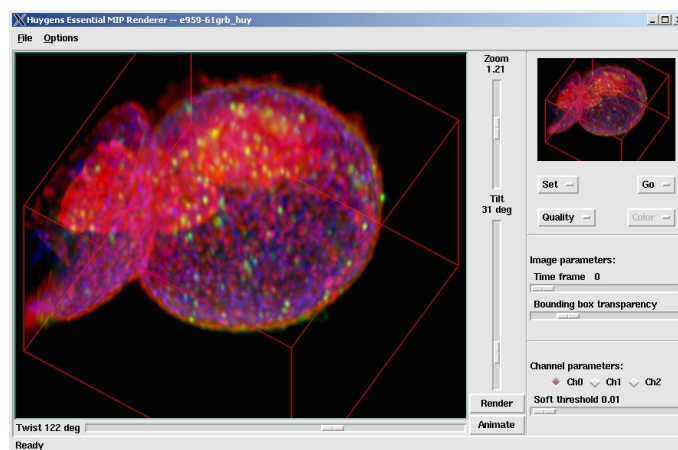 Huygens Essential MIP Renderer -- e959-61grb_huy
File Options
Zoom
1.21
Tilt
31 deg
Set
Go
Quality
Color
Image parameters:
Time frame 0
Bounding box transparency
Channel parameters:
Ch0 Ch1 Ch2
Soft threshold 0.01
Render
Animate
Twist 122 deg
Ready